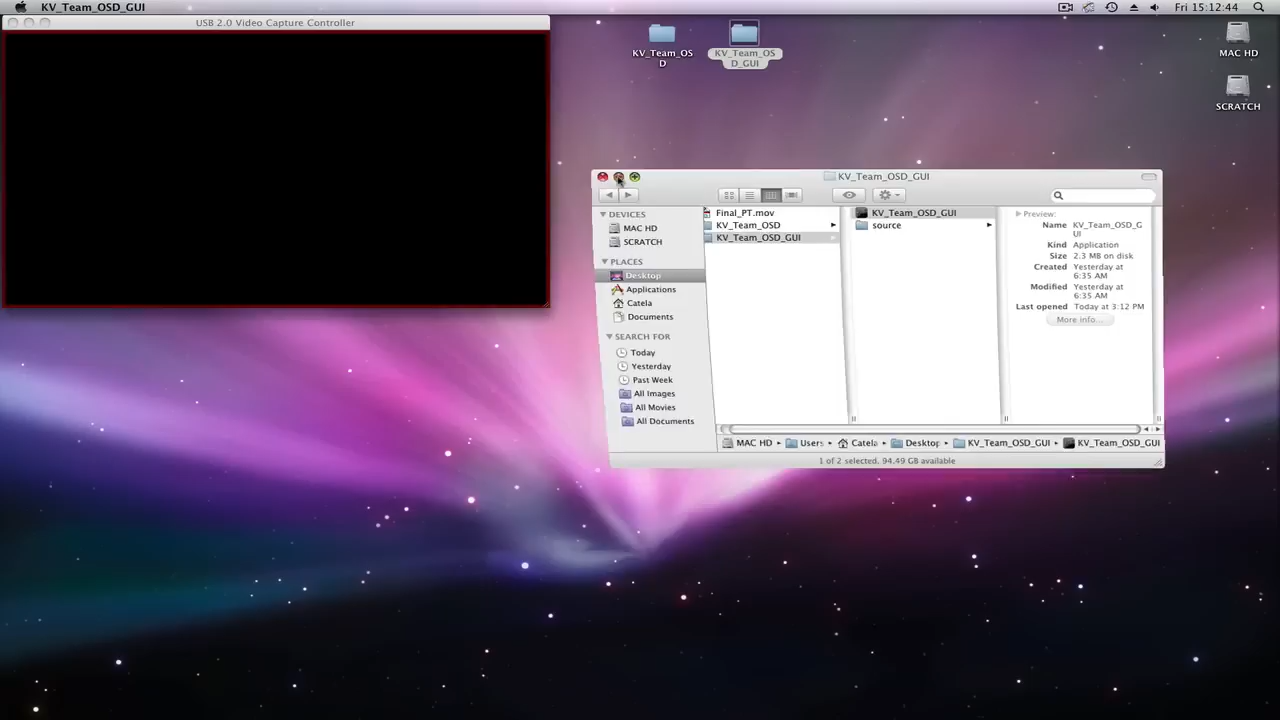 KV_Team_OSD_GUI
Fri 15:12:44
USB 2.0 Video Capture Controller
KV_Team_OS
D
KV_Team_OS
D_GUI
MAC HD
SCRATCH
KV_Team_OSD_GUI
DEVICES
MAC HD
SCRATCH
PLACES
Desktop
Applications
Catela
Documents
SEARCH FOR
Today
Yesterday
Past Week
All Images
All Movies
All Documents
Final_PT.mov
KV_Team_OSD
KV_Team_OSD_GUI
KV_Team_OSD_GUI
source
Preview:
Name KV_Team_OSD_G
UI
Kind Application
Size 2.3 MB on disk
Created Yesterday at
6:35 AM
Modified Yesterday at
6:35 AM
Last opened Today at 3:12 PM
More info...
MAC HD Users Catela Desktop KV_Team_OSD_GUI KV_Team_OSD_GUI
1 of 2 selected, 94.49 GB available